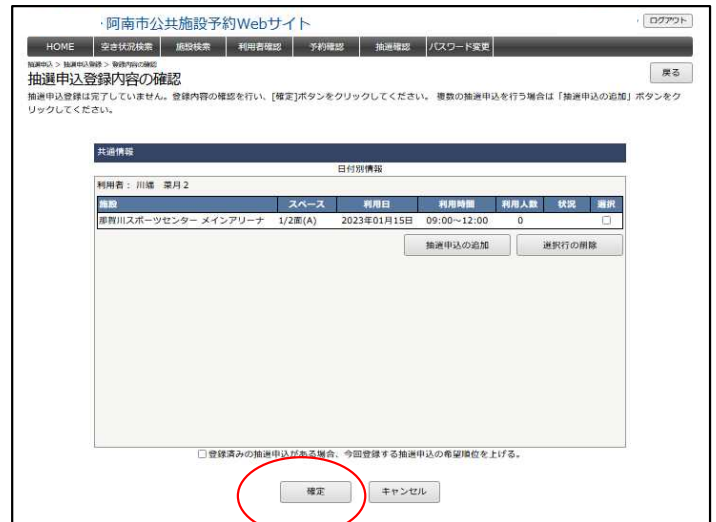 ・阿南市公共施設予約Webサイト
ログアウト
HOME 空き状況検索 施設検索 利用者確認 予約確認 抽選確認 パスワード変更
抽選申込 > 抽選申込登録 > 登録内容の確認
抽選申込登録内容の確認
戻る
抽選申込登録は完了していません。登録内容の確認を行い、[確定]ボタンをクリックしてください。 複数の抽選申込を行う場合は「抽選申込の追加」ボタンをク
リックしてください。
共通情報
日付別情報
利用者： 川端 菜月２
施設 スペース 利用日 利用時間 利用人数 状況 選択
那賀川スポーツセンター メインアリーナ 1/2面(A) 2023年01月15日 09:00～12:00 0
抽選申込の追加 選択行の削除
登録済みの抽選申込がある場合、今回登録する抽選申込の希望順位を上げる。
確定 キャンセル